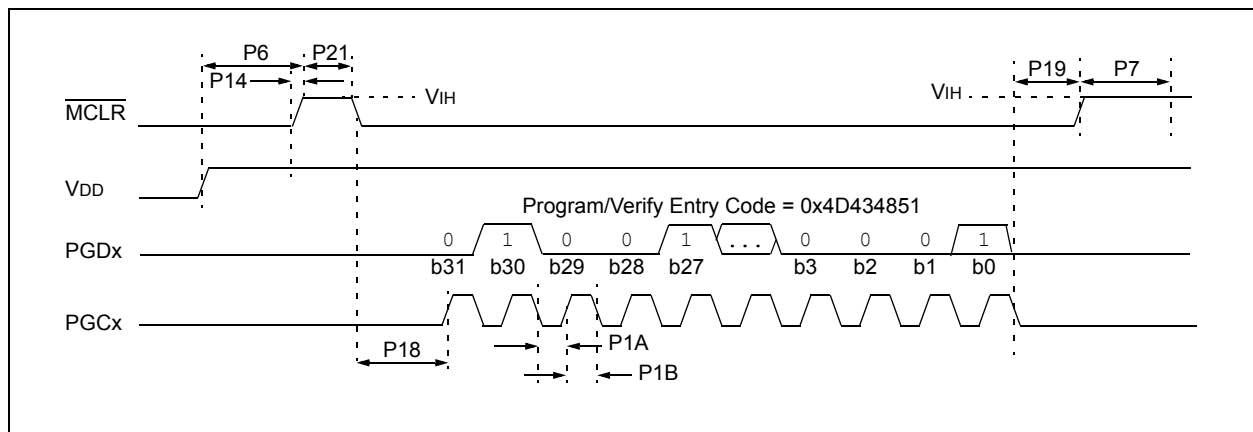 P6 P21
P14
VIH
VIH
P19 P7
MCLR
VDD
Program/Verify Entry Code = 0x4D434851
PGDx
0 1 0 0 1 ... 0 0 0 1
b31 b30 b29 b28 b27 b3 b2 b1 b0
PGCx
P18
P1A
P1B